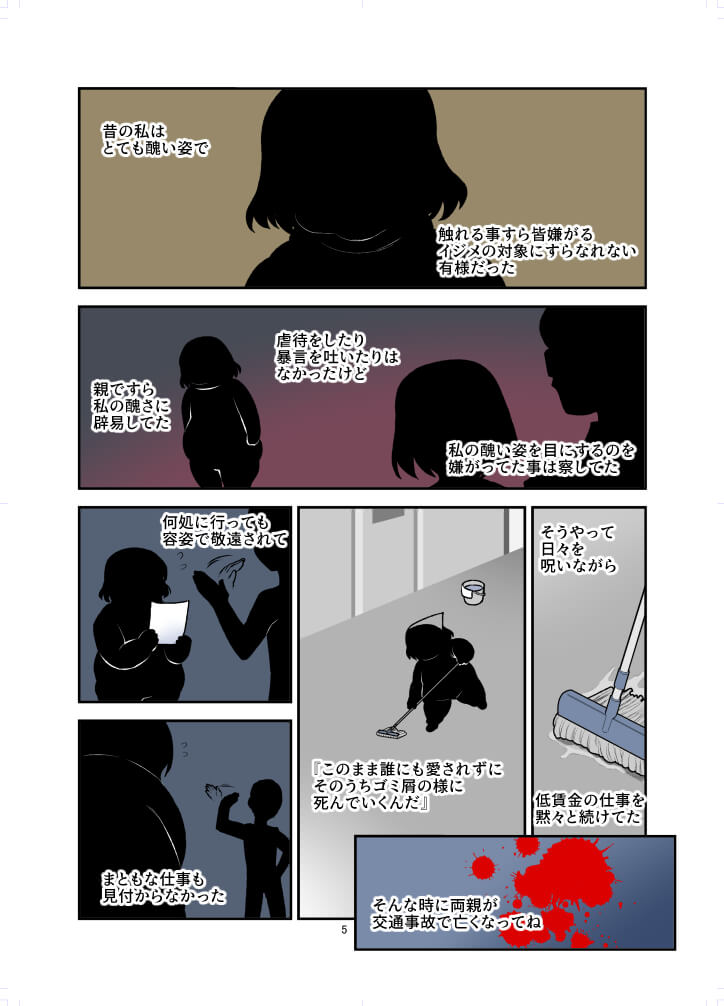 昔の私は
とても醜い姿で
触れる事すら皆嫌がる
イジメの対象にすらなれない
有様だった
虐待をしたり
暴言を吐いたりは
なかったけど
親ですら
私の醜さに
辟易してた
私の醜い姿を目にするのを
嫌がってた事は察してた
何処に行っても
容姿で敬遠されて
まともな仕事も
見付からなかった
そうやって
日々を
呪いながら
低賃金の仕事を
黙々と続けてた
『このまま誰にも愛されずに
そのうちゴミ屑の様に
死んでいくんだ』
そんな時に両親が
交通事故で亡くなってね
5